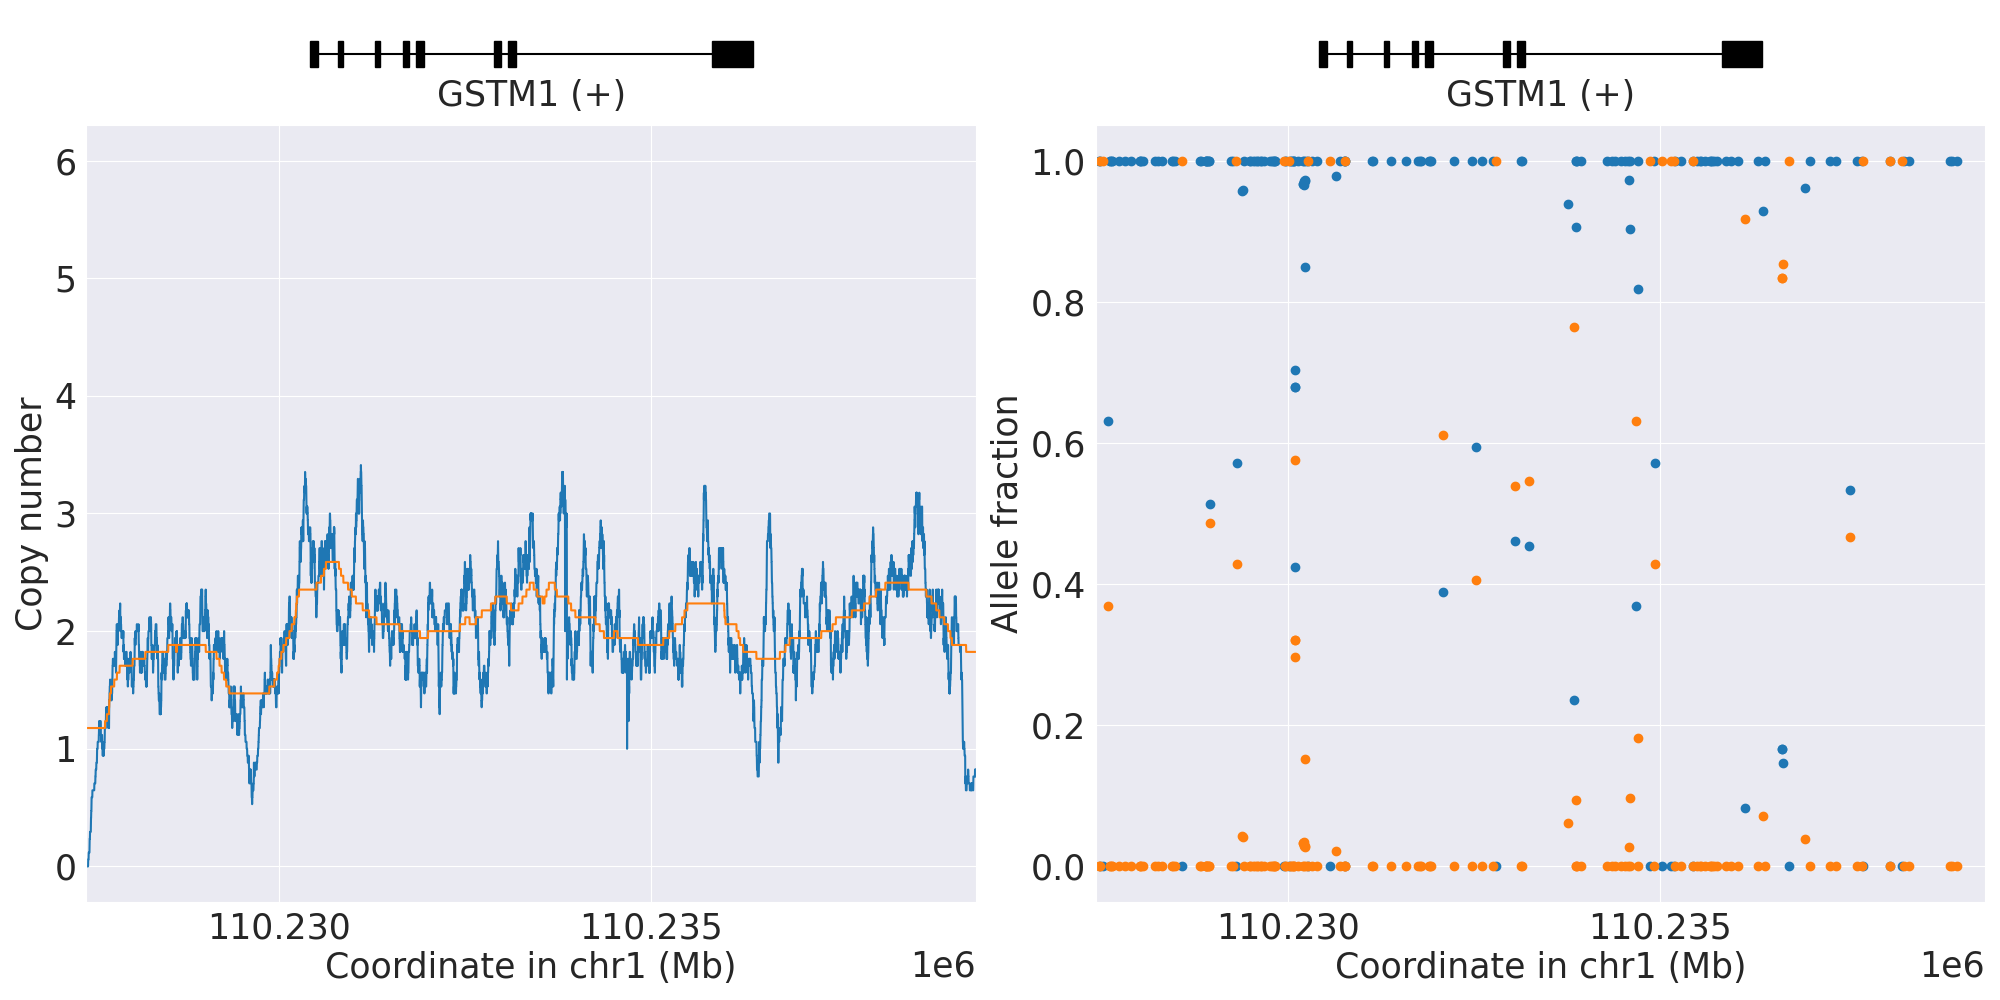 GSTM1 (+)
6
5
4
3
2
1
0
Copy number
110.230
110.235
Coordinate in chr1 (Mb)
1e6
GSTM1 (+)
1.0
0.8
0.6
0.4
0.2
0.0
Allele fraction
110.230
110.235
Coordinate in chr1 (Mb)
1e6